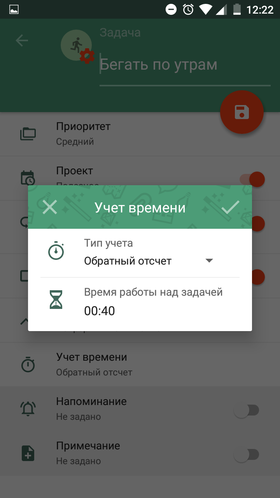 12:22
Задача
Бегать по утрам
Приоритет
Средний
Проект
Учет времени
Тип учета
Обратный отсчет
Время работы над задачей
00:40
Учет времени
Обратный отсчет
Напоминание
Не задано
Примечание
Не задано